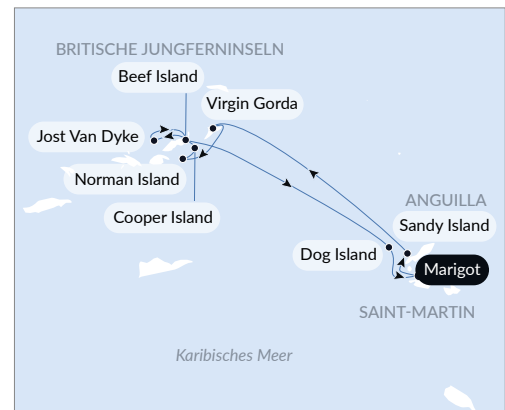 BRITISCHE JUNGFERNINSELN
Beef Island
Virgin Gorda
Jost Van Dyke
Norman Island
Cooper Island
ANGUILLA
Sandy Island
Dog Island
Marigot
SAINT-MARTIN
Karibisches Meer